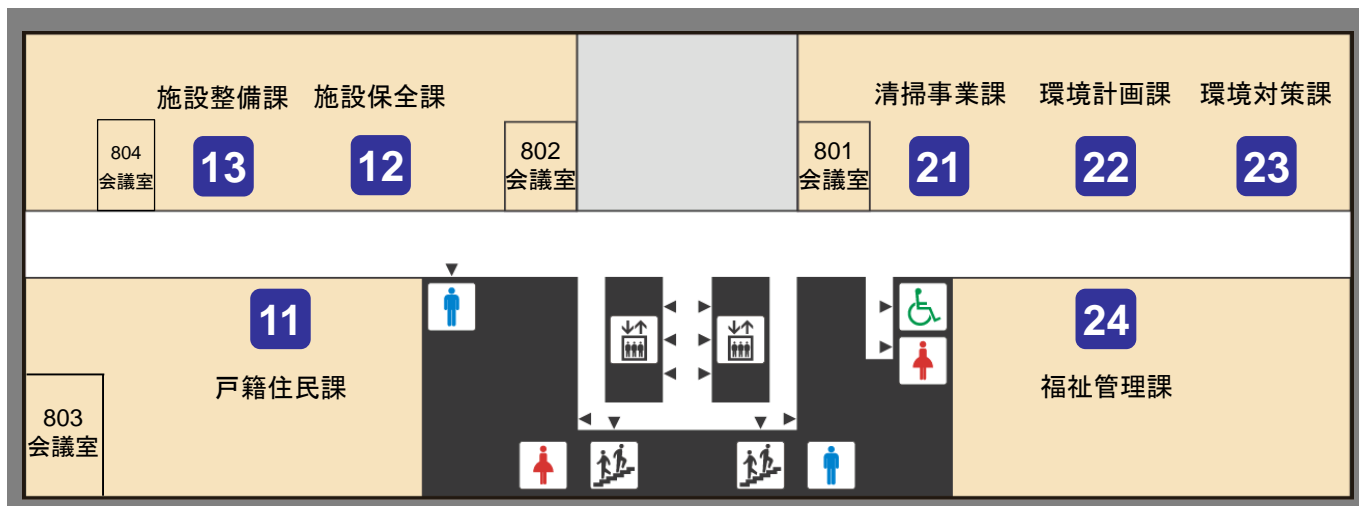 施設整備課
施設保全課
清掃事業課
環境計画課
環境対策課
804
会議室
13
12
802
会議室
801
会議室
21
22
23
11
戸籍住民課
24
福祉管理課
803
会議室